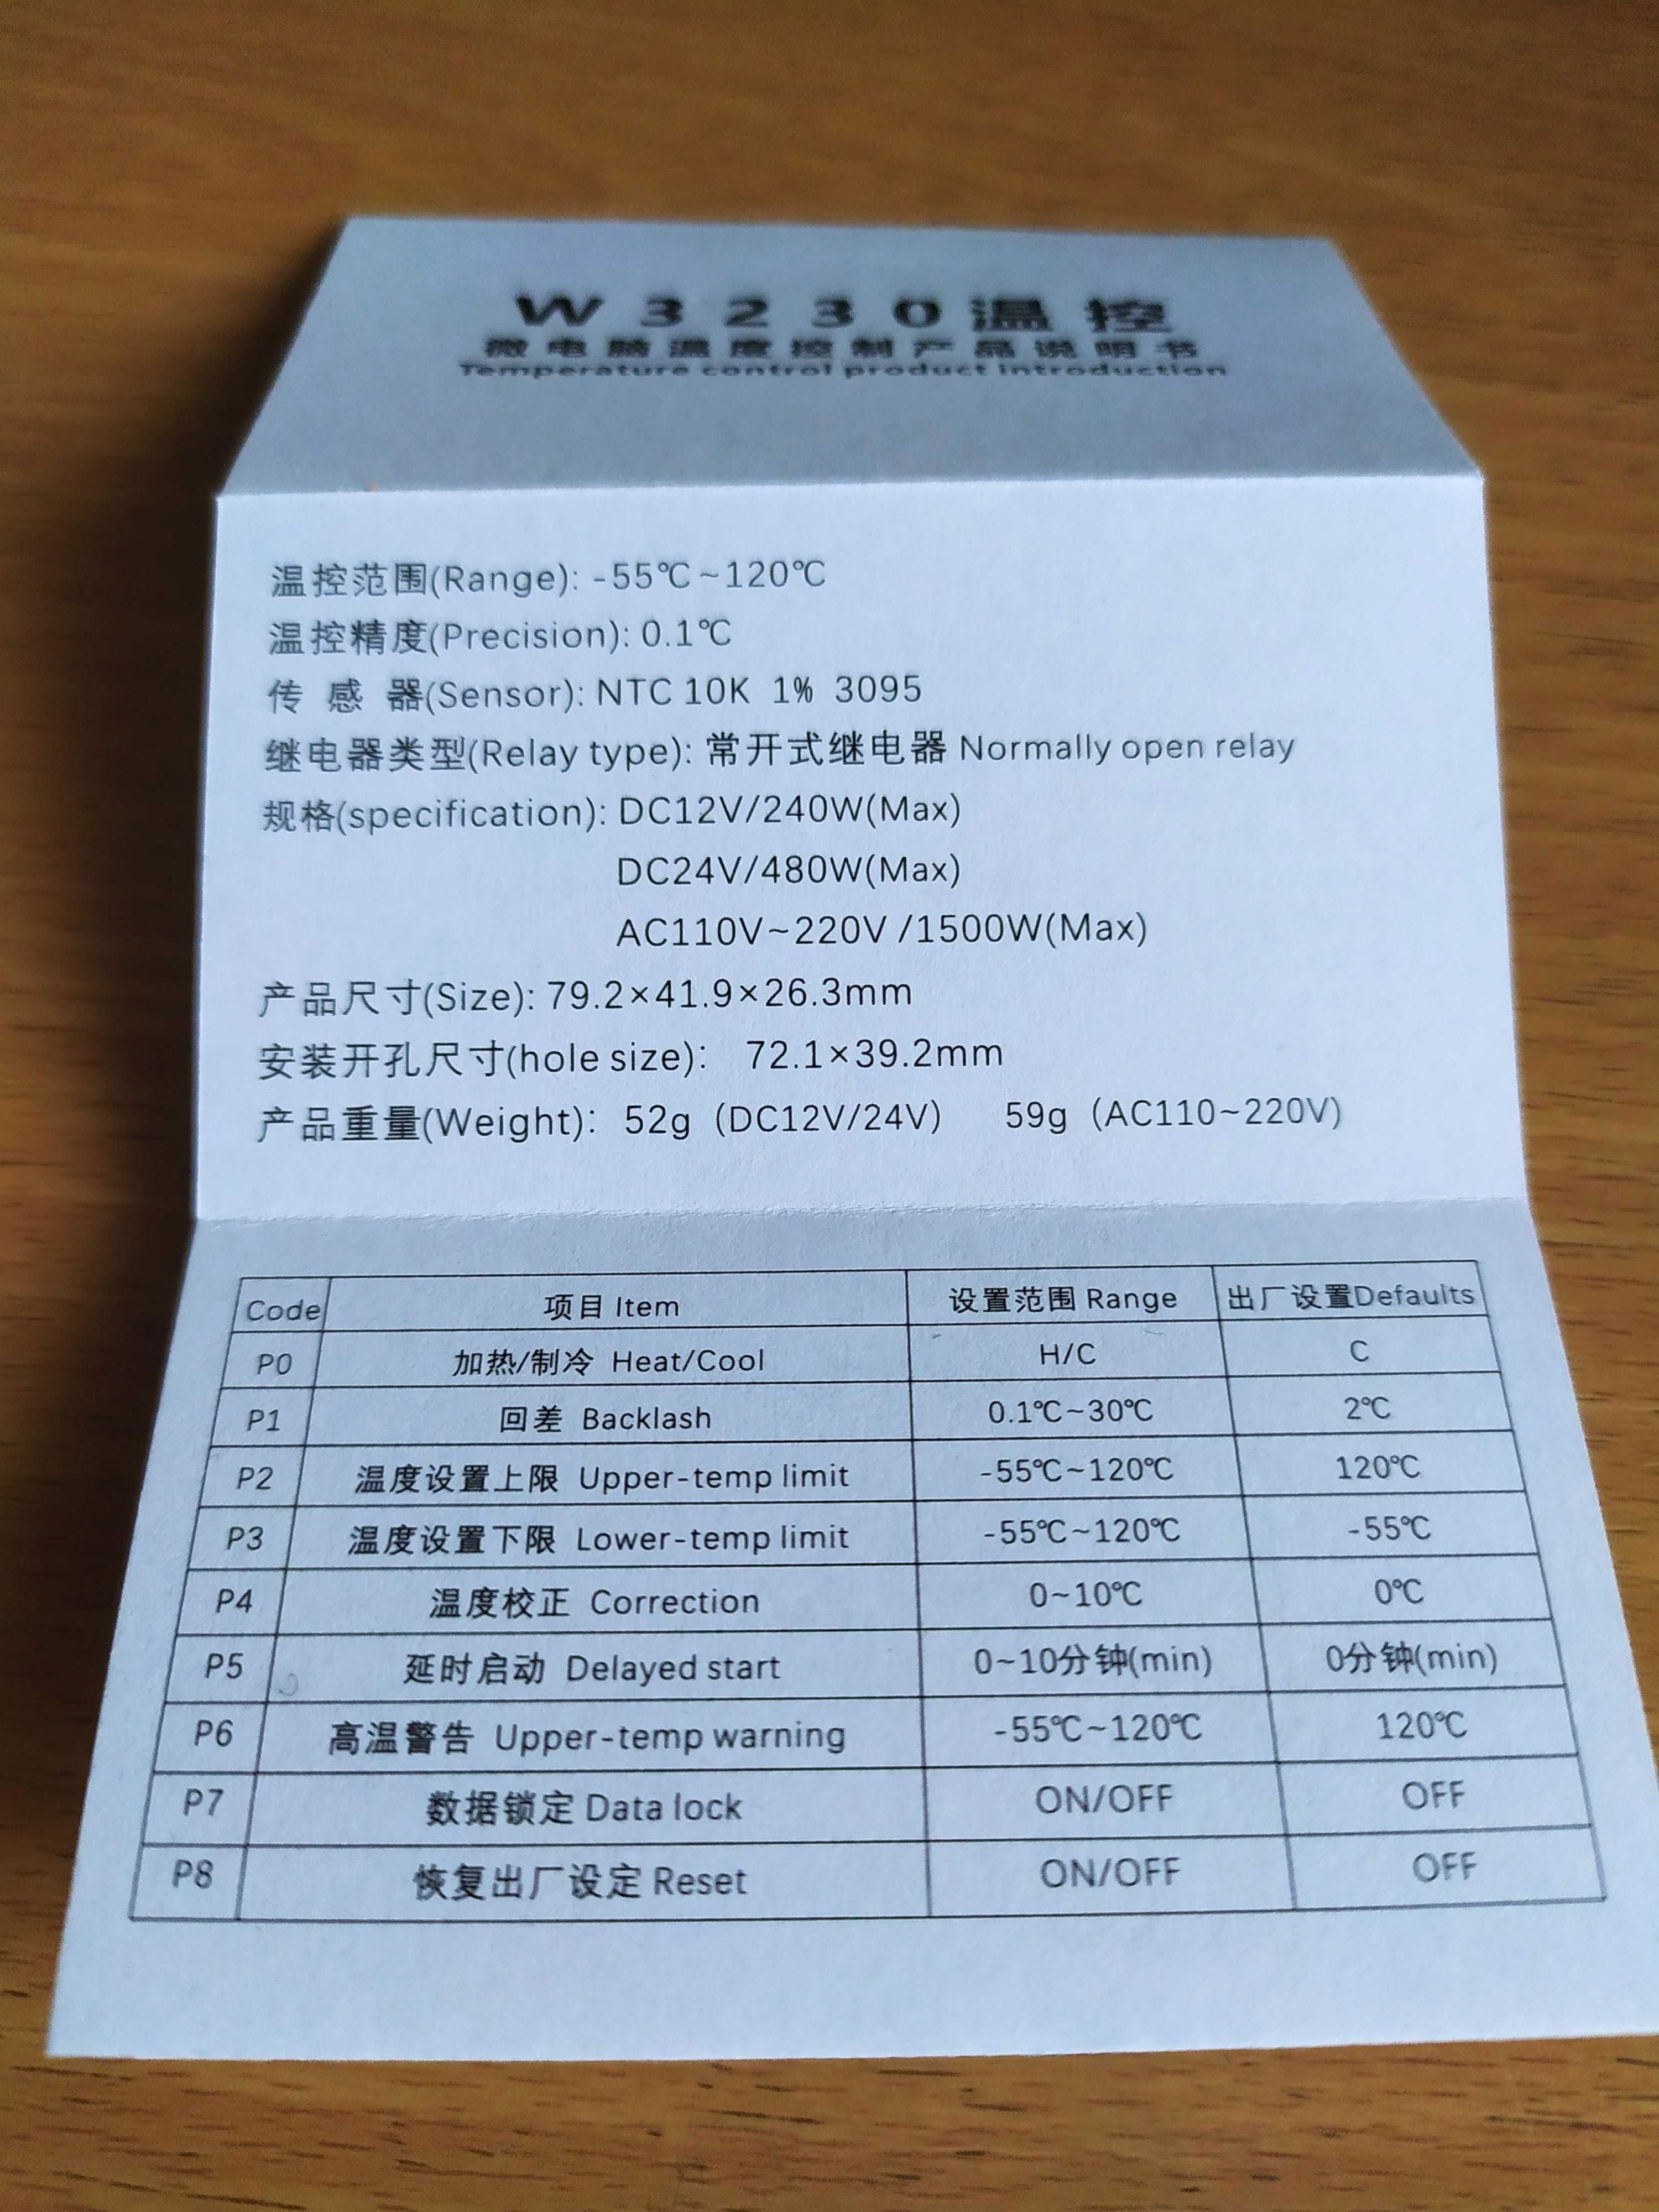 W3230温控
微电脑温度控制产品说明书
Temperature control product introduction
温控范围(Range): -55℃~120℃
温控精度(Precision): 0.1℃
传 感 器(Sensor): NTC 10K 1% 3095
继电器类型(Relay type): 常开式继电器 Normally open relay
规格(specification): DC12V/240W(Max)
DC24V/480W(Max)
AC110V~220V /1500W(Max)
产品尺寸(Size): 79.2×41.9×26.3mm
安装开孔尺寸(hole size): 72.1×39.2mm
产品重量(Weight): 52g (DC12V/24V) 59g (AC110~220V)
Code 项目 Item 设置范围 Range 出厂设置Defaults
P0 加热/制冷 Heat/Cool H/C C
P1 回差 Backlash 0.1℃~30℃ 2℃
P2 温度设置上限 Upper-temp limit -55℃~120℃ 120℃
P3 温度设置下限 Lower-temp limit -55℃~120℃ -55℃
P4 温度校正 Correction 0~10℃ 0℃
P5 延时启动 Delayed start 0~10分钟(min) 0分钟(min)
P6 高温警告 Upper-temp warning -55℃~120℃ 120℃
P7 数据锁定 Data lock ON/OFF OFF
P8 恢复出厂设定 Reset ON/OFF OFF